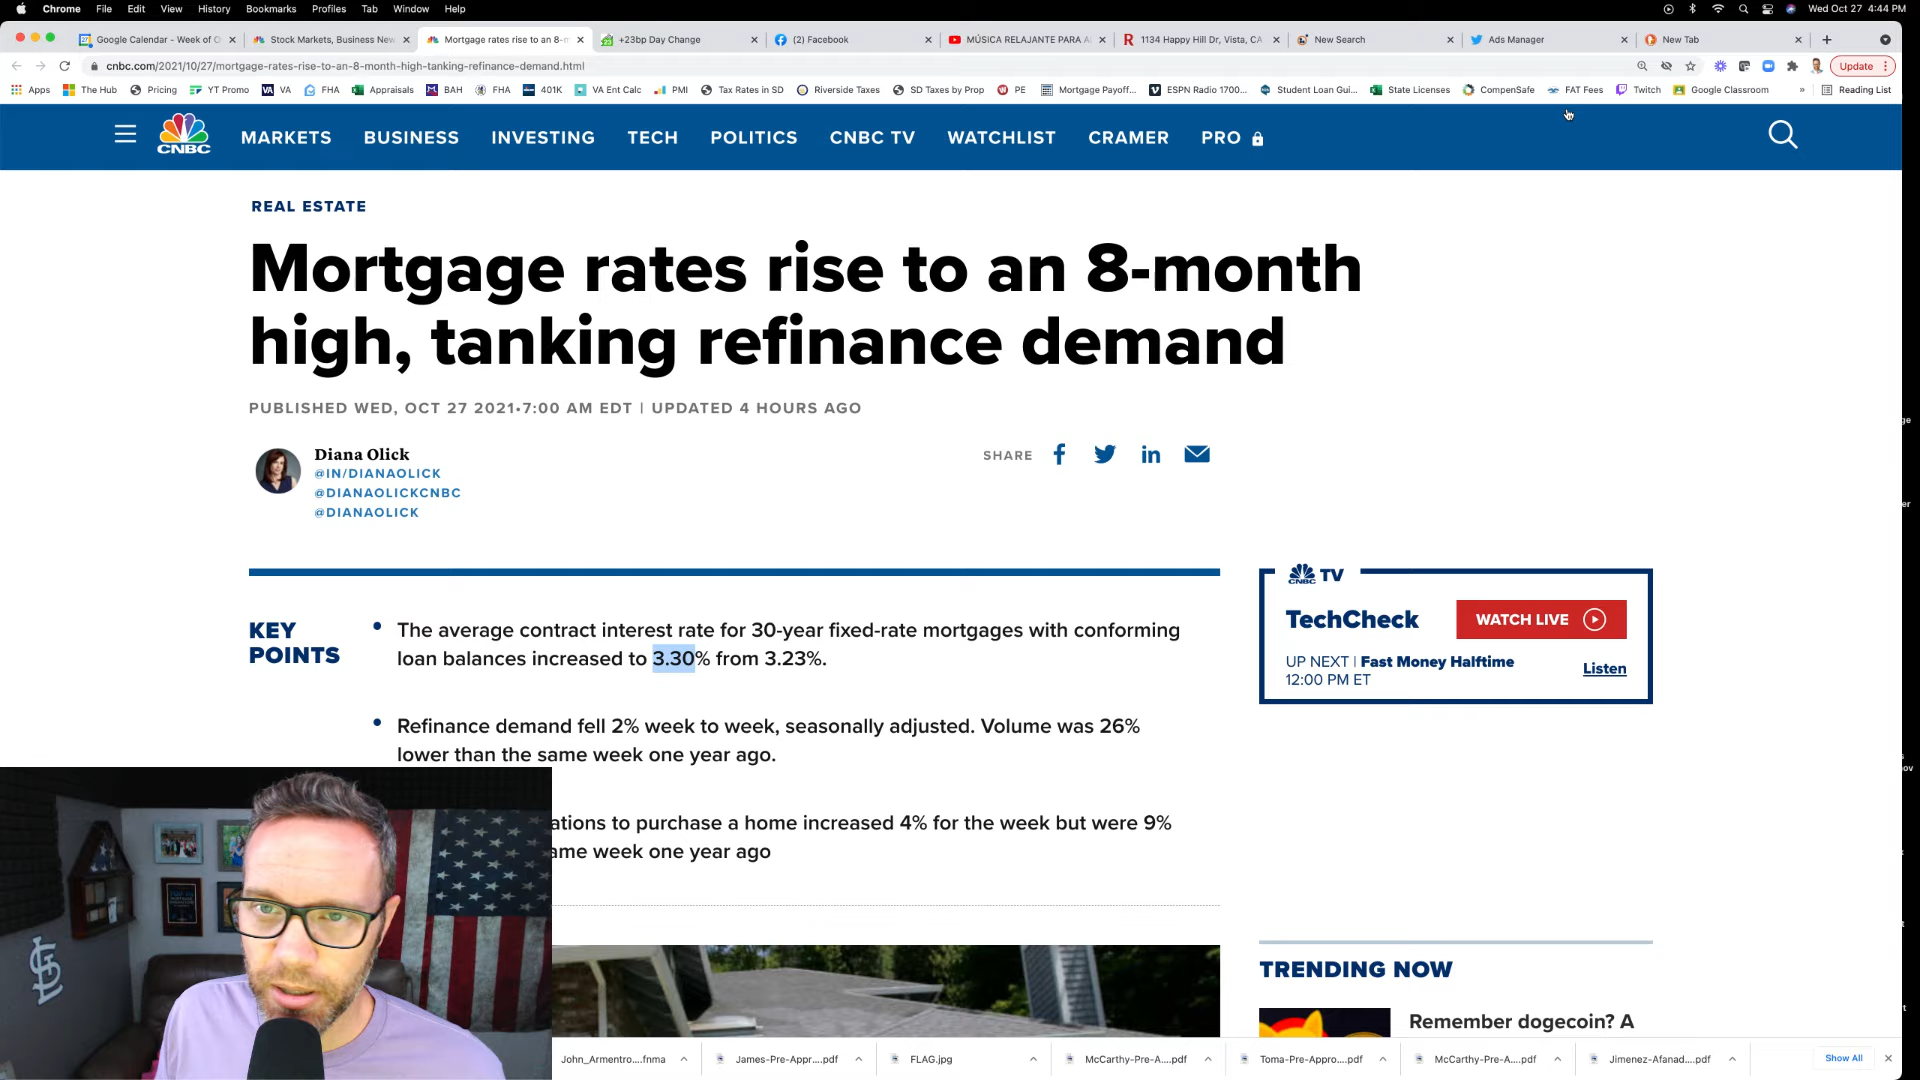 Chrome File Edit View History Bookmarks Profiles Tab Window Help Wed Oct 27 4:44 PM
Google Calendar - Week of O Stock Markets, Business New Mortgage rates rise to an 8-m +23bp Day Change (2) Facebook MÚSICA RELAJANTE PARA A 1134 Happy Hill Dr, Vista, CA New Search Ads Manager New Tab
cnbc.com/2021/10/27/mortgage-rates-rise-to-an-8-month-high-tanking-refinance-demand.html Update
Apps The Hub Pricing YT Promo VA FHA Appraisals BAH FHA 401K VA Ent Calc PMI Tax Rates in SD Riverside Taxes SD Taxes by Prop PE Mortgage Payoff... ESPN Radio 1700... Student Loan Gui... State Licenses CompenSafe FAT Fees Twitch Google Classroom » Reading List
CNBC MARKETS BUSINESS INVESTING TECH POLITICS CNBC TV WATCHLIST CRAMER PRO
REAL ESTATE
Mortgage rates rise to an 8-month
high, tanking refinance demand
PUBLISHED WED, OCT 27 2021•7:00 AM EDT | UPDATED 4 HOURS AGO
Diana Olick
@IN/DIANAOLICK
@DIANAOLICKCNBC
@DIANAOLICK
SHARE
KEY
POINTS
The average contract interest rate for 30-year fixed-rate mortgages with conforming
loan balances increased to 3.30% from 3.23%.
Refinance demand fell 2% week to week, seasonally adjusted. Volume was 26%
lower than the same week one year ago.
ations to purchase a home increased 4% for the week but were 9%
ame week one year ago
CNBC TV
TechCheck
WATCH LIVE
UP NEXT | Fast Money Halftime
12:00 PM ET
Listen
TRENDING NOW
Remember dogecoin? A
John_Armentro....fnma James-Pre-Appr....pdf FLAG.jpg McCarthy-Pre-A....pdf Toma-Pre-Appro....pdf McCarthy-Pre-A....pdf Jimenez-Afanad....pdf Show All